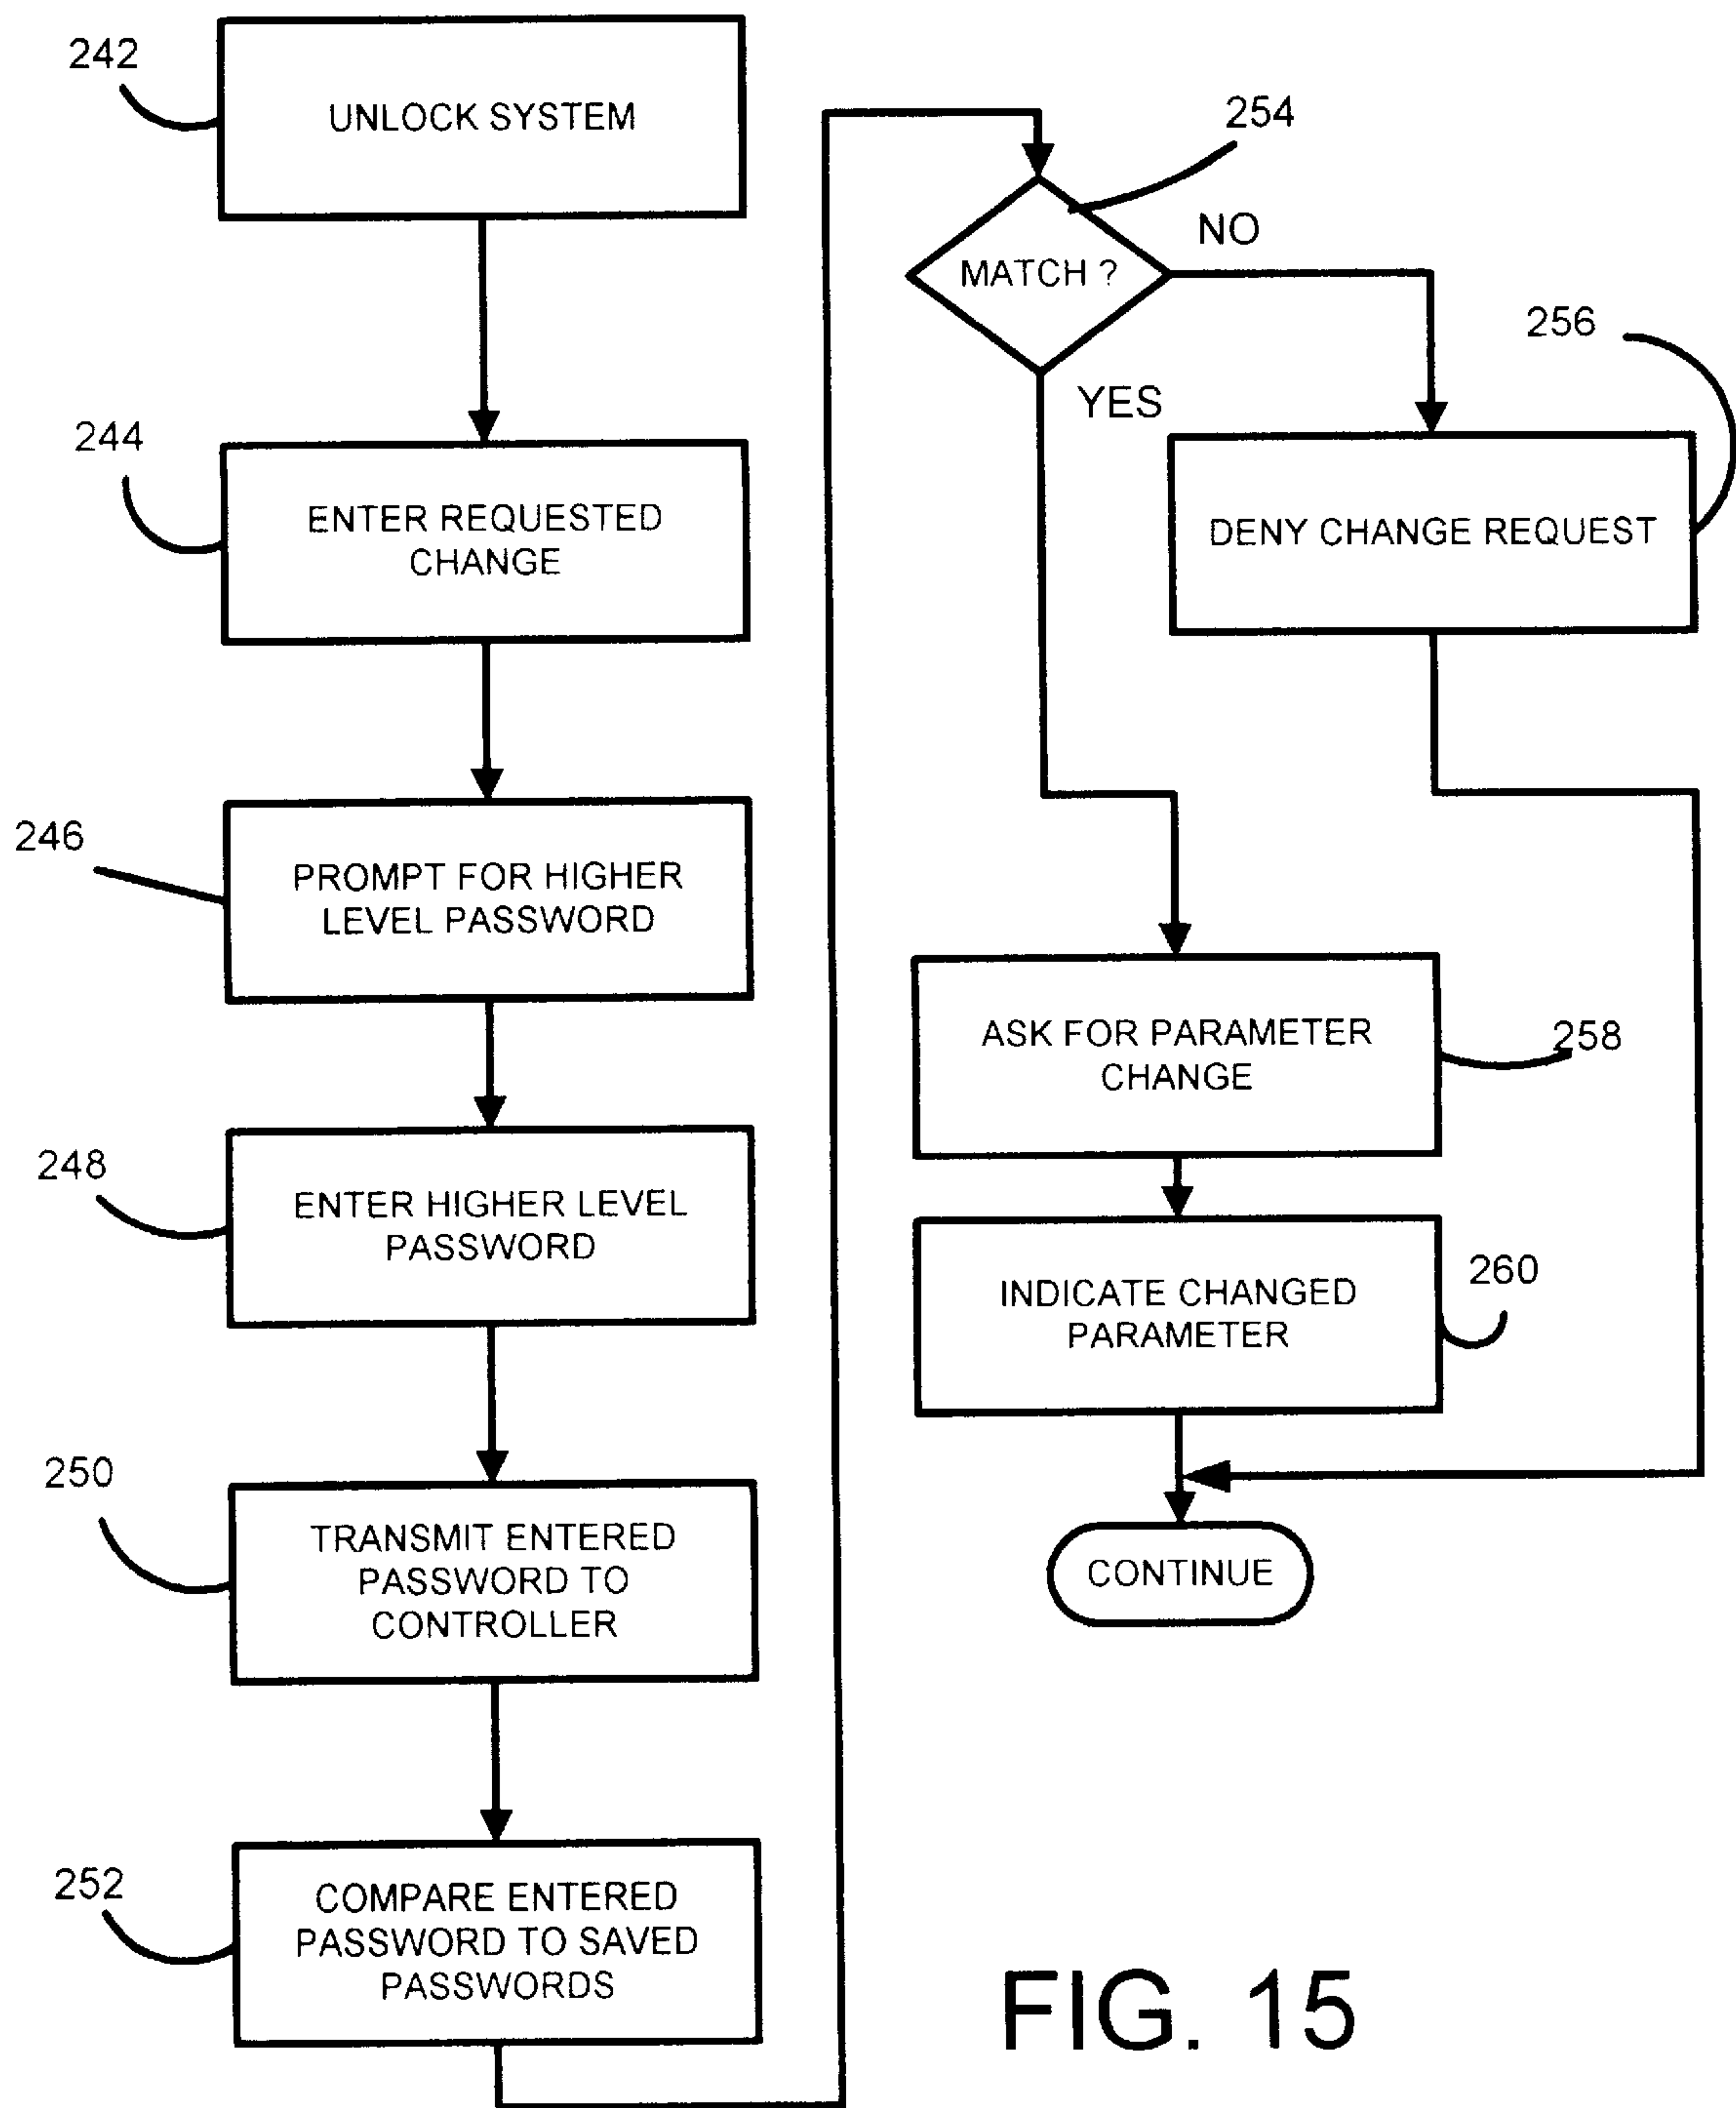 242
UNLOCK SYSTEM
244
ENTER REQUESTED
CHANGE
246
PROMPT FOR HIGHER
LEVEL PASSWORD
248
ENTER HIGHER LEVEL
PASSWORD
250
TRANSMIT ENTERED
PASSWORD TO
CONTROLLER
252
COMPARE ENTERED
PASSWORD TO SAVED
PASSWORDS
254
MATCH ?
NO
YES
256
DENY CHANGE REQUEST
ASK FOR PARAMETER
CHANGE
258
INDICATE CHANGED
PARAMETER
260
CONTINUE
FIG. 15